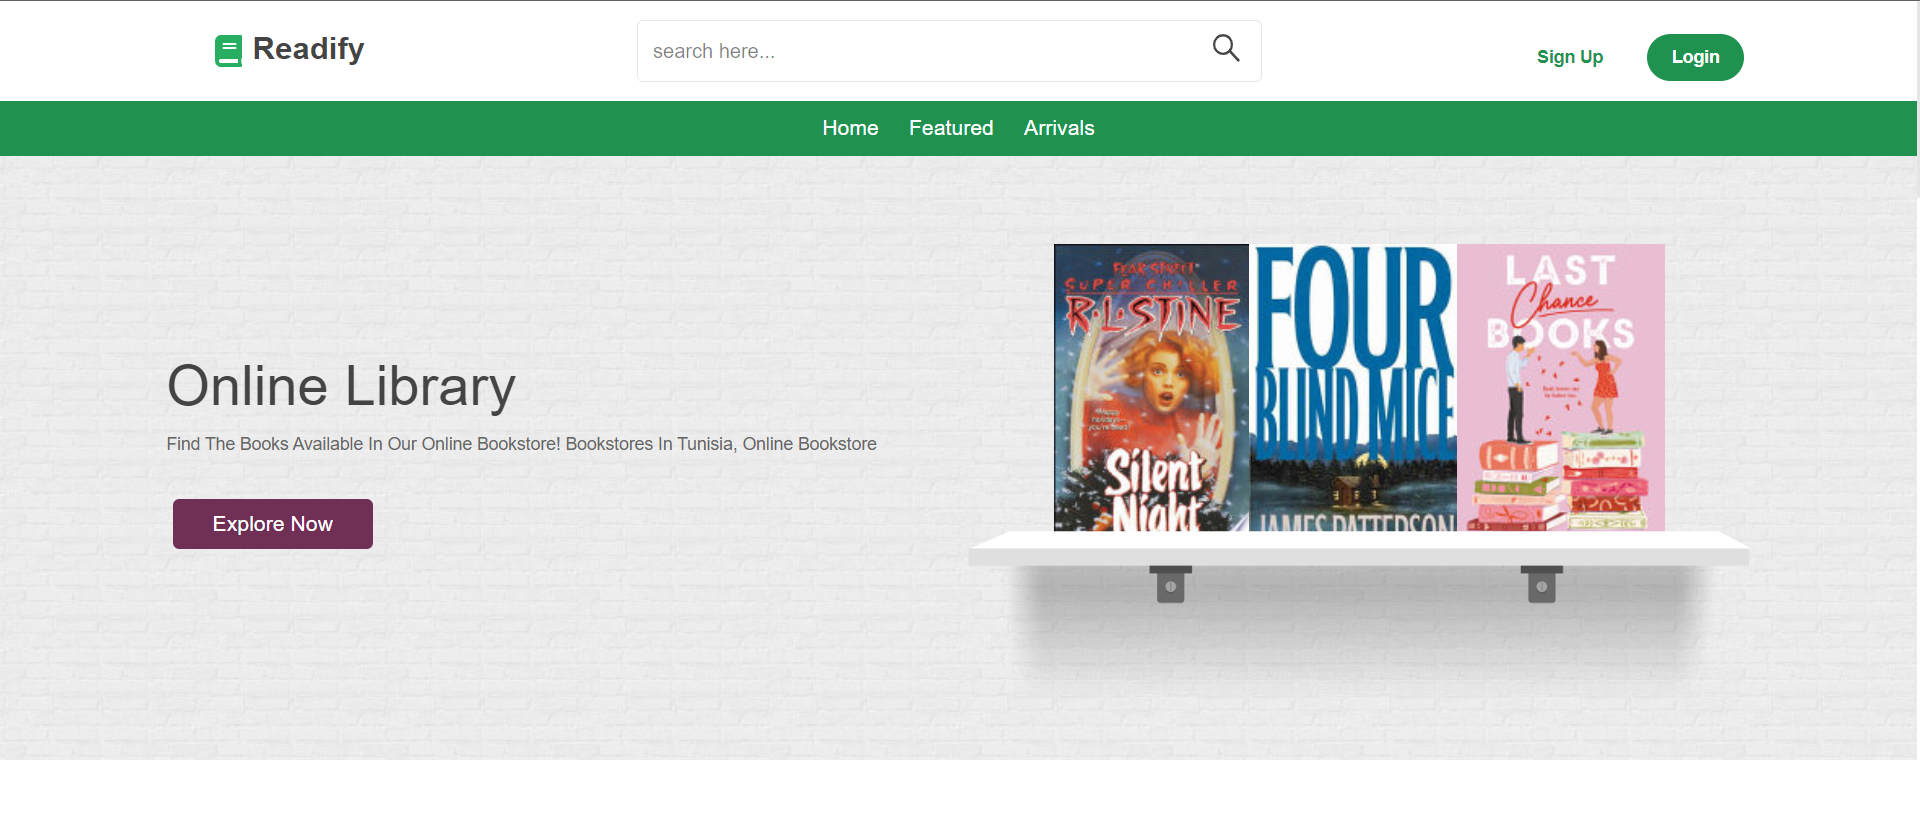 Readify
search here...
Sign Up
Login
Home
Featured
Arrivals
Online Library
Find The Books Available In Our Online Bookstore! Bookstores In Tunisia, Online Bookstore
Explore Now
FEAR STREET
SUPER CHILLER
R·L·STINE
Silent
Night
FOUR
BLIND MICE
JAMES PATTERSON
LAST
Chance
BOOKS